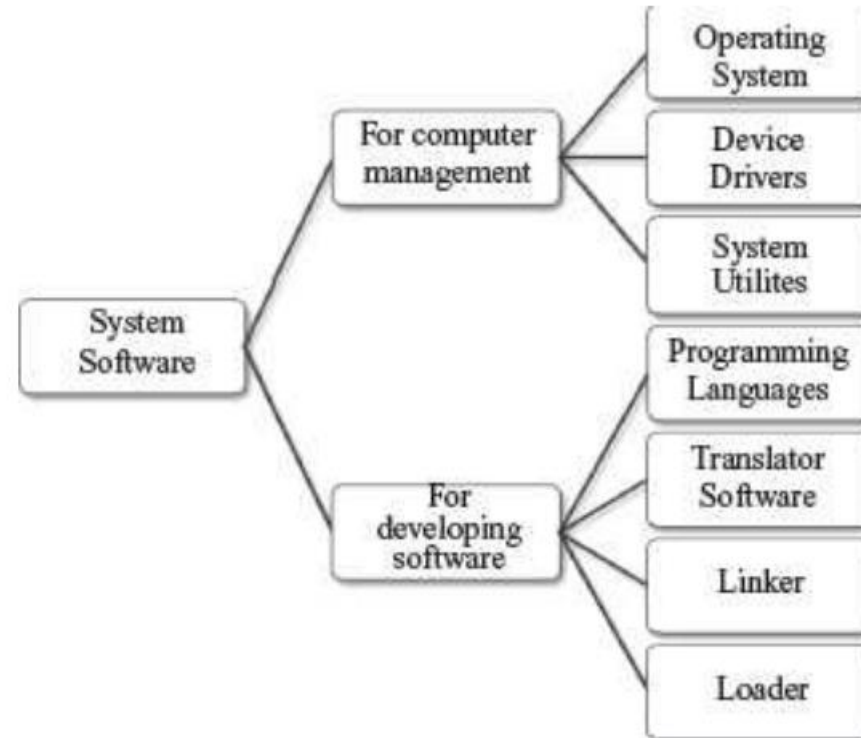 System
Software
For computer
management
For
developing
software
Operating
System
Device
Drivers
System
Utilites
Programming
Languages
Translator
Software
Linker
Loader